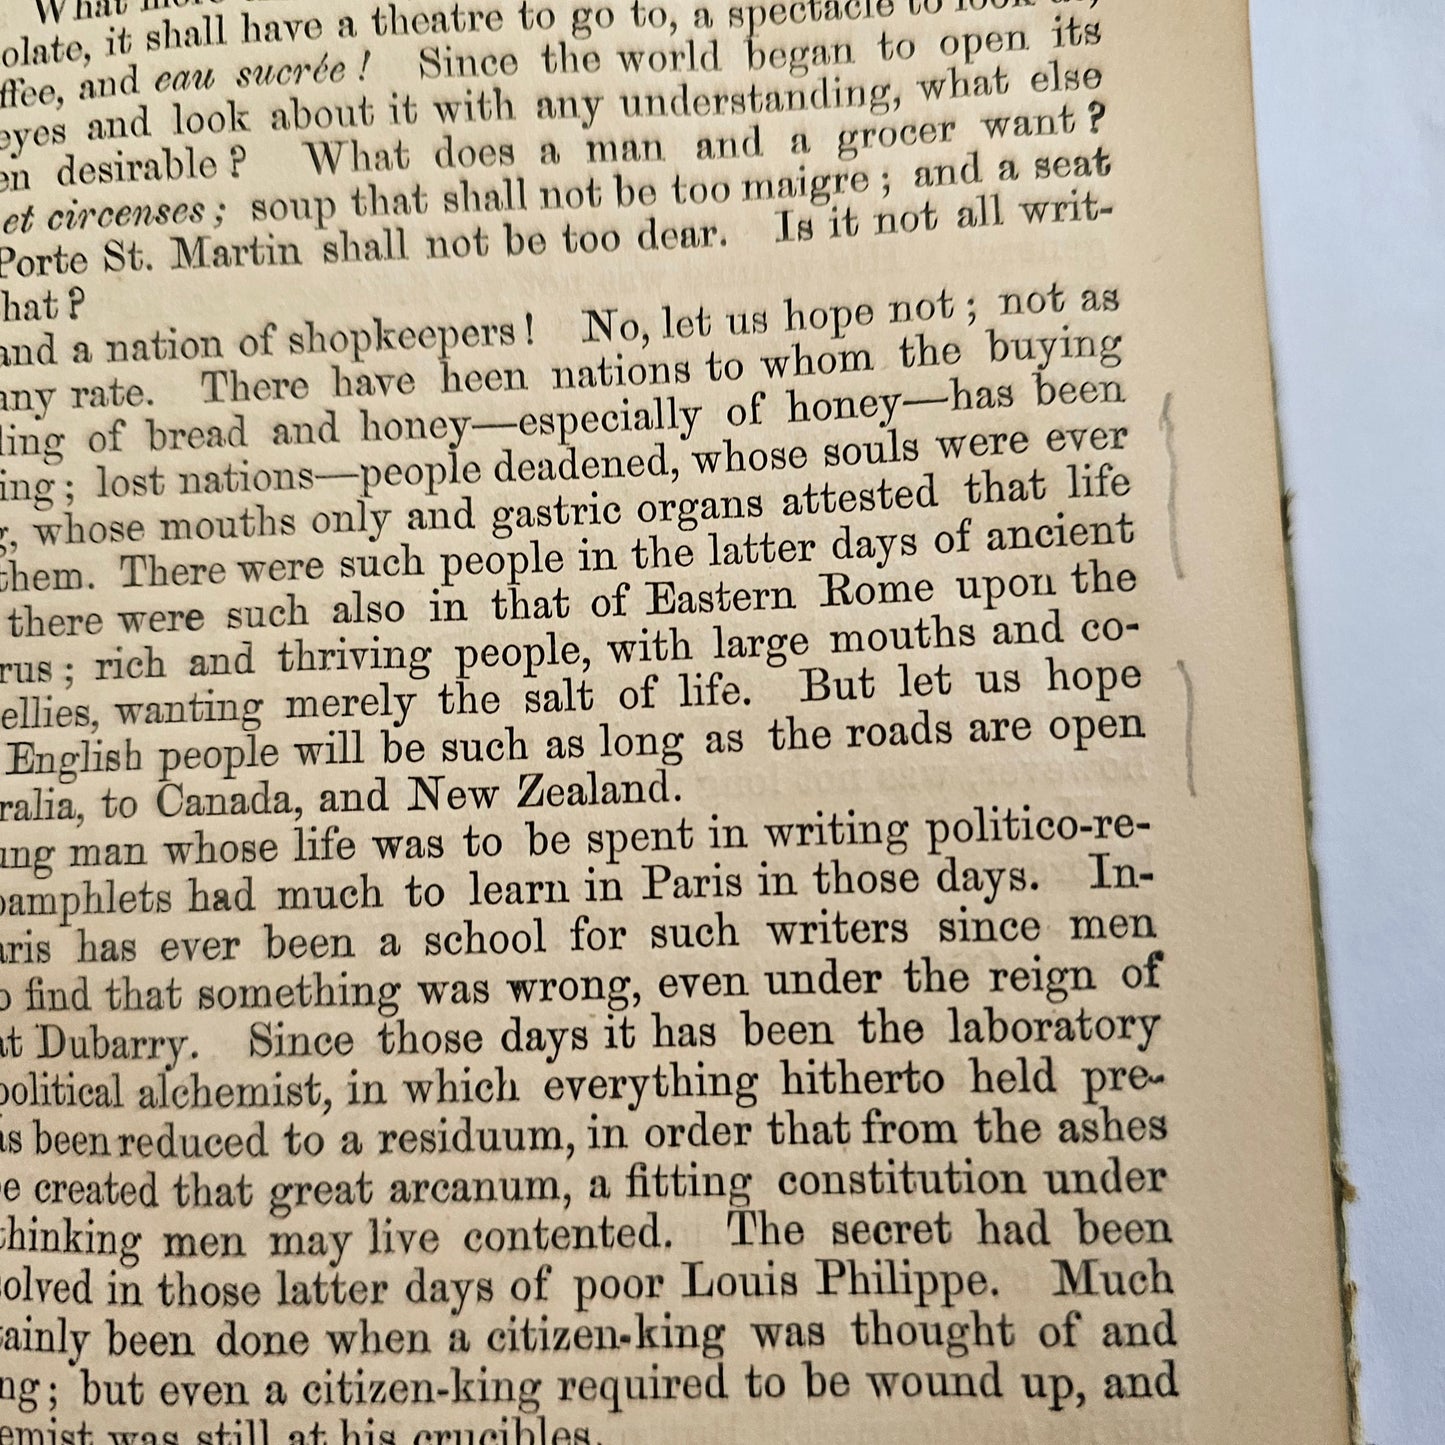 What
olate, it shall have a theatre to go to, a spectacle to look at,
ffee, and eau sucrée! Since the world began to open its
eyes and look about it with any understanding, what else
en desirable? What does a man and a grocer want?
et circenses; soup that shall not be too maigre; and a seat
Porte St. Martin shall not be too dear. Is it not all writ-
hat?
and a nation of shopkeepers! No, let us hope not; not as
any rate. There have heen nations to whom the buying
ling of bread and honey—especially of honey—has been
ing; lost nations—people deadened, whose souls were ever
g, whose mouths only and gastric organs attested that life
them. There were such people in the latter days of ancient
there were such also in that of Eastern Rome upon the
rus; rich and thriving people, with large mouths and co-
ellies, wanting merely the salt of life. But let us hope
English people will be such as long as the roads are open
ralia, to Canada, and New Zealand.
ung man whose life was to be spent in writing politico-re-
pamphlets had much to learn in Paris in those days. In-
aris has ever been a school for such writers since men
o find that something was wrong, even under the reign of
at Dubarry. Since those days it has been the laboratory
political alchemist, in which everything hitherto held pre-
as been reduced to a residuum, in order that from the ashes
be created that great arcanum, a fitting constitution under
thinking men may live contented. The secret had been
solved in those latter days of poor Louis Philippe. Much
tainly been done when a citizen-king was thought of and
ng; but even a citizen-king required to be wound up, and
emist was still at his crucibles.